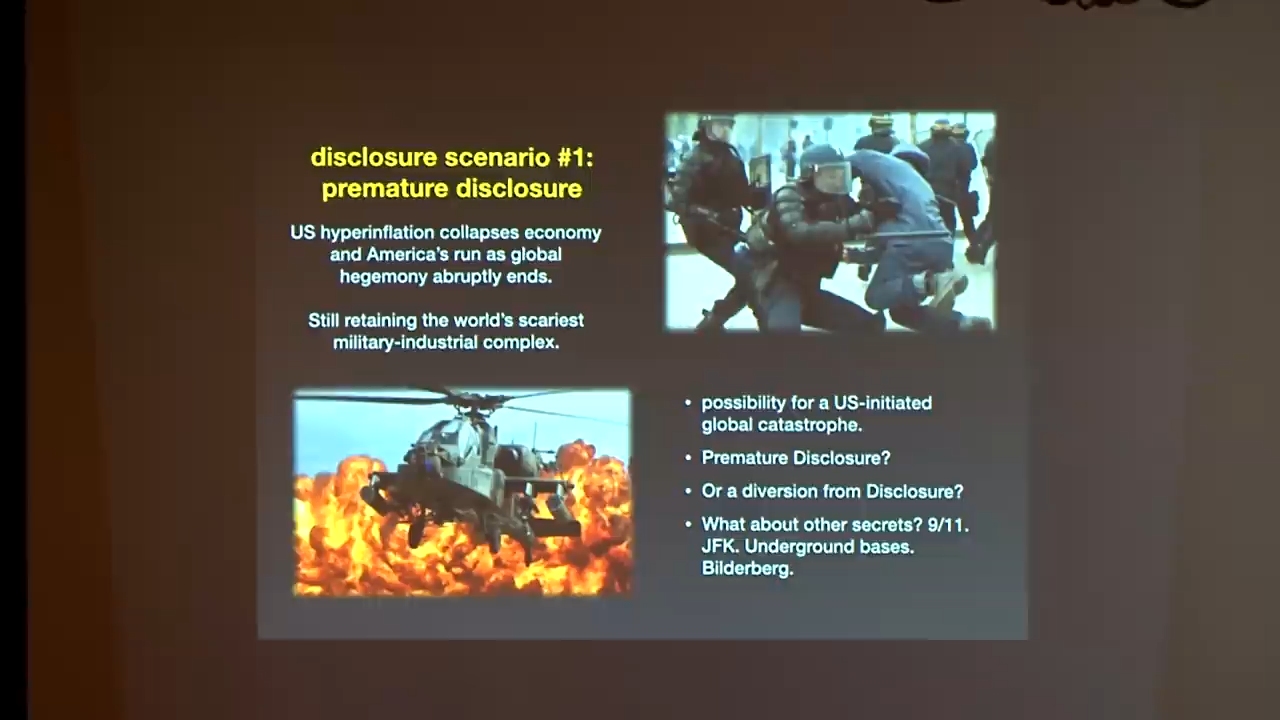 disclosure scenario #1:
premature disclosure
US hyperinflation collapses economy
and America's run as global
hegemony abruptly ends.
Still retaining the world's scariest
military-industrial complex.
• possibility for a US-initiated
global catastrophe.
• Premature Disclosure?
• Or a diversion from Disclosure?
• What about other secrets? 9/11.
JFK. Underground bases.
Bilderberg.